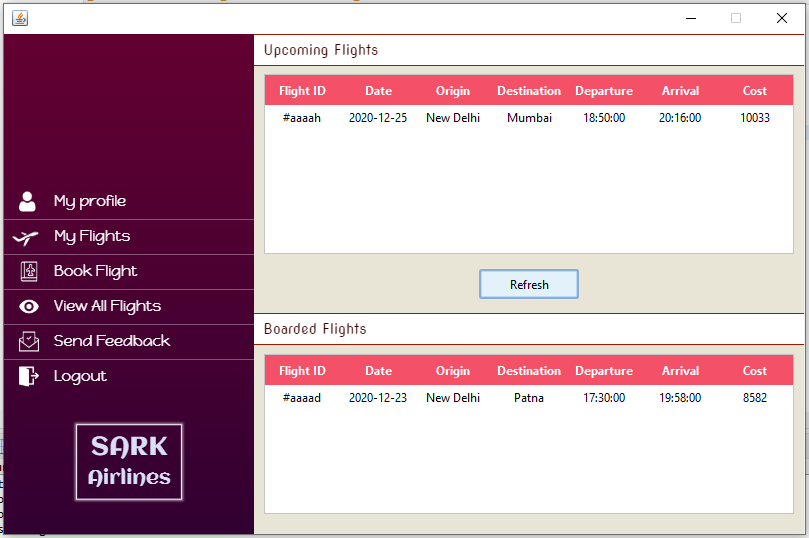 My profile
My Flights
Book Flight
View All Flights
Send Feedback
Logout
SARK
Airlines
Upcoming Flights
Flight ID Date Origin Destination Departure Arrival Cost
#aaaah 2020-12-25 New Delhi Mumbai 18:50:00 20:16:00 10033
Refresh
Boarded Flights
Flight ID Date Origin Destination Departure Arrival Cost
#aaaad 2020-12-23 New Delhi Patna 17:30:00 19:58:00 8582